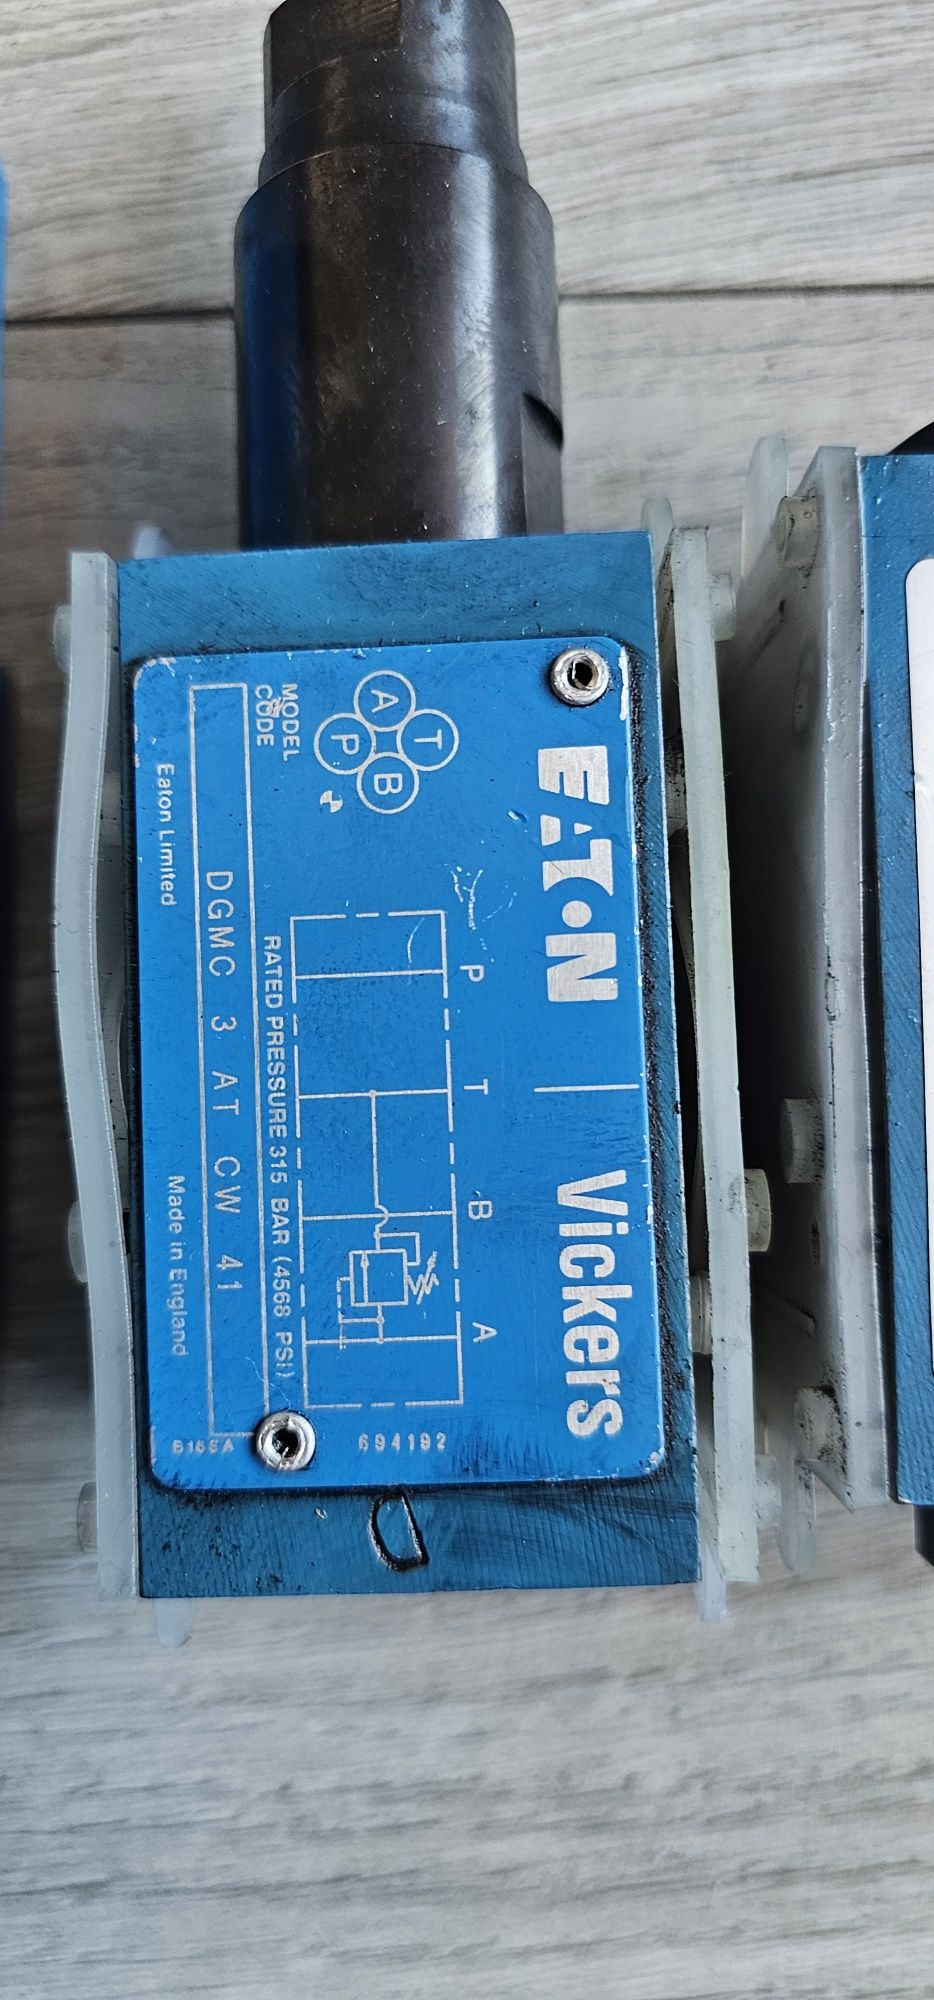 EATON | Vickers
P T B A
A
T
P
B
694192
MODEL
CODE
RATED PRESSURE 315 BAR (4568 PSI)
DGMC 3 AT CW 41
Eaton Limited
Made in England